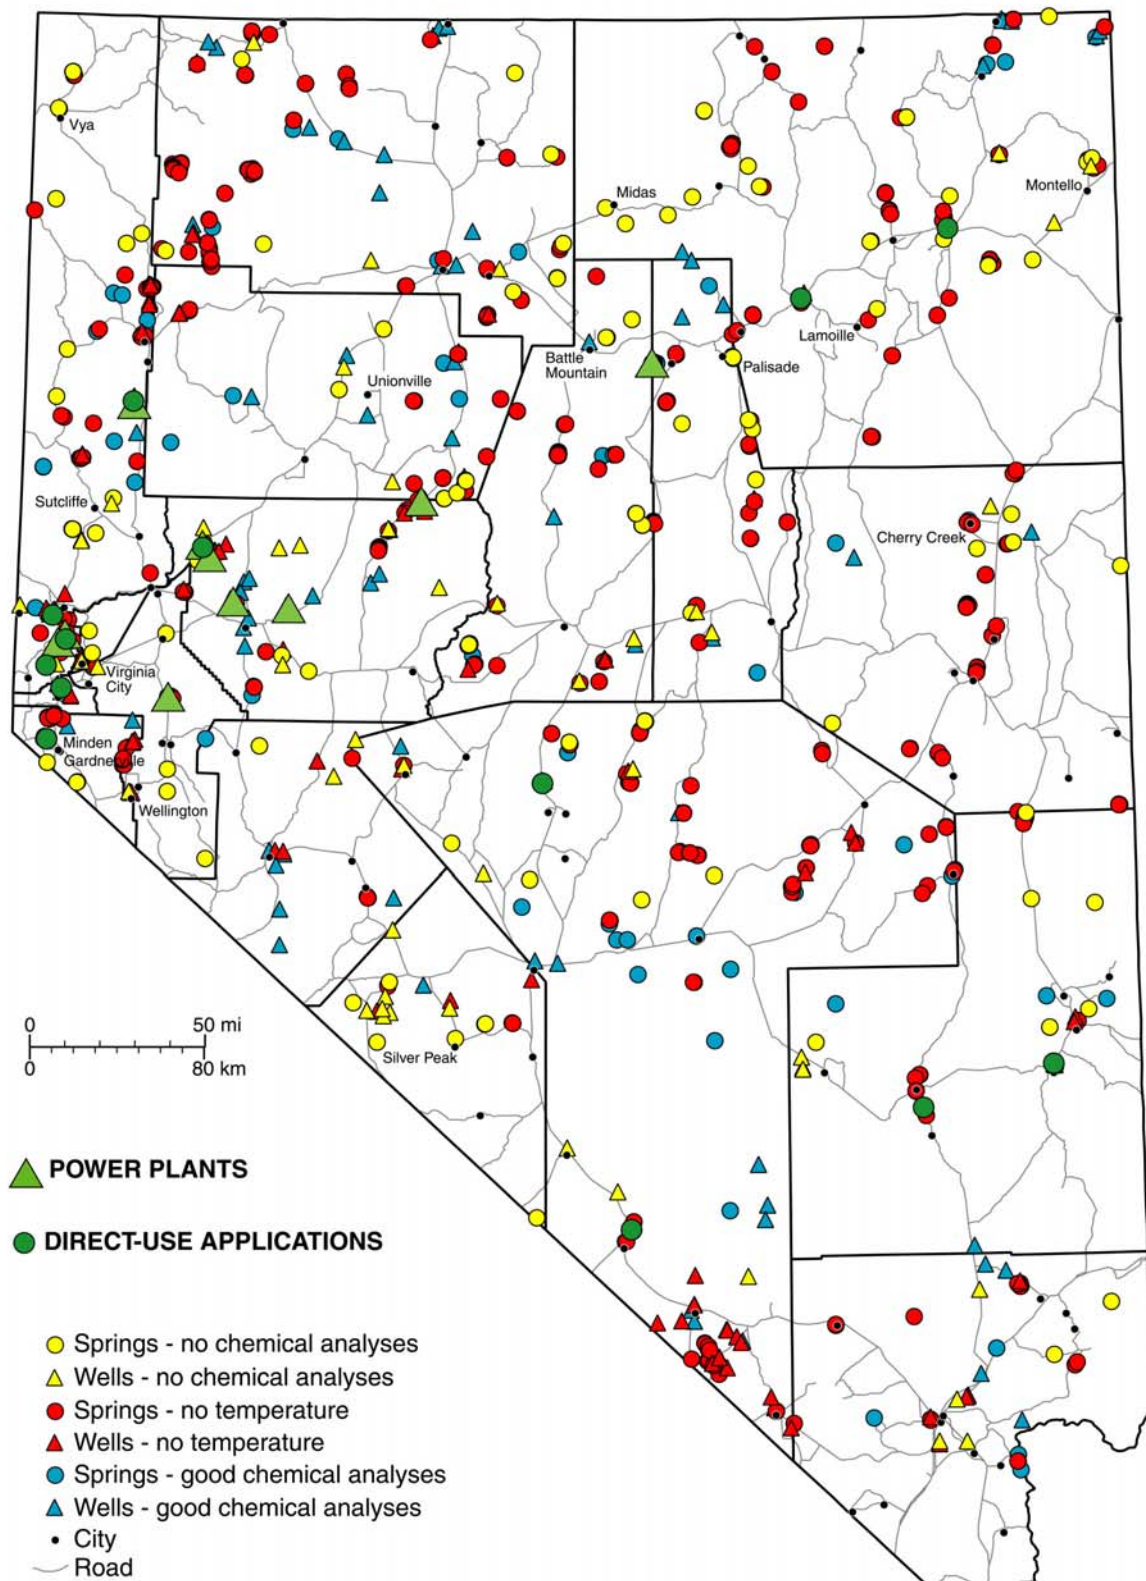 Vya
Midas
Montello
Lamoille
Battle
Mountain
Palisade
Unionville
Sutcliffe
Cherry Creek
Virginia
City
Minden
Gardnerville
Wellington
0 50 mi
0 80 km
Silver Peak
POWER PLANTS
DIRECT-USE APPLICATIONS
Springs - no chemical analyses
Wells - no chemical analyses
Springs - no temperature
Wells - no temperature
Springs - good chemical analyses
Wells - good chemical analyses
City
Road